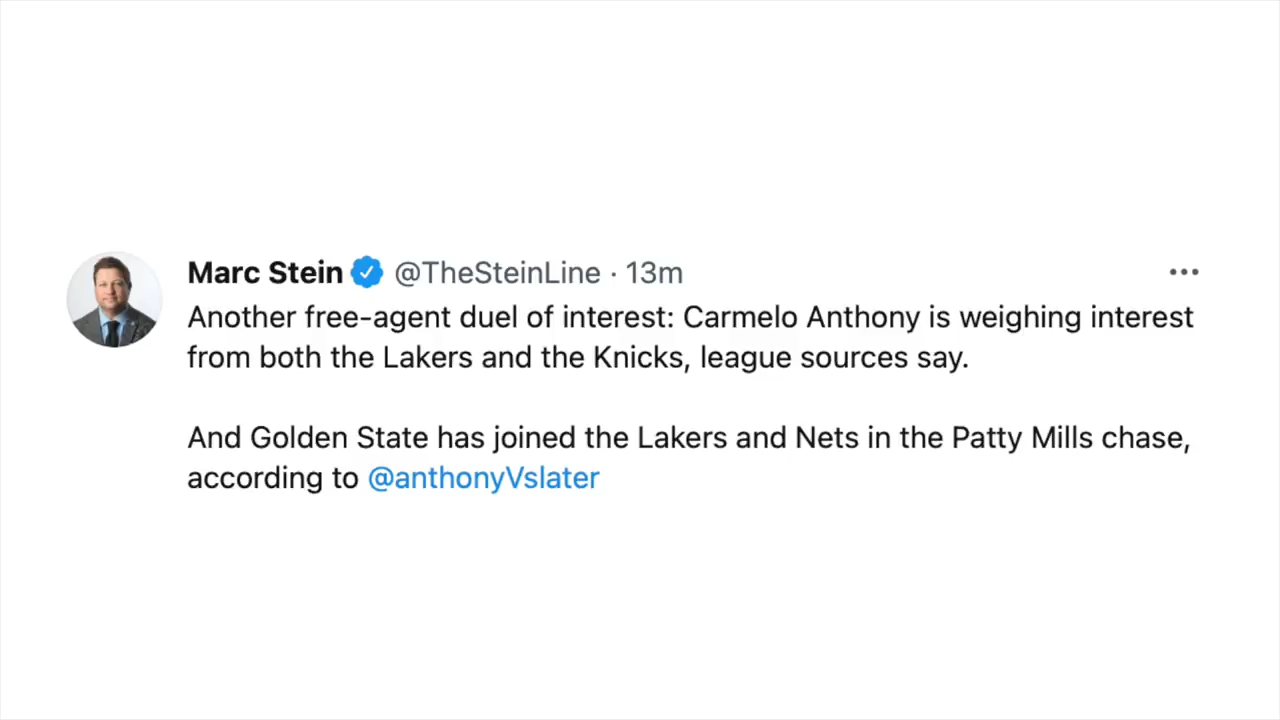 Marc Stein @TheSteinLine · 13m
Another free-agent duel of interest: Carmelo Anthony is weighing interest
from both the Lakers and the Knicks, league sources say.
And Golden State has joined the Lakers and Nets in the Patty Mills chase,
according to @anthonyVslater